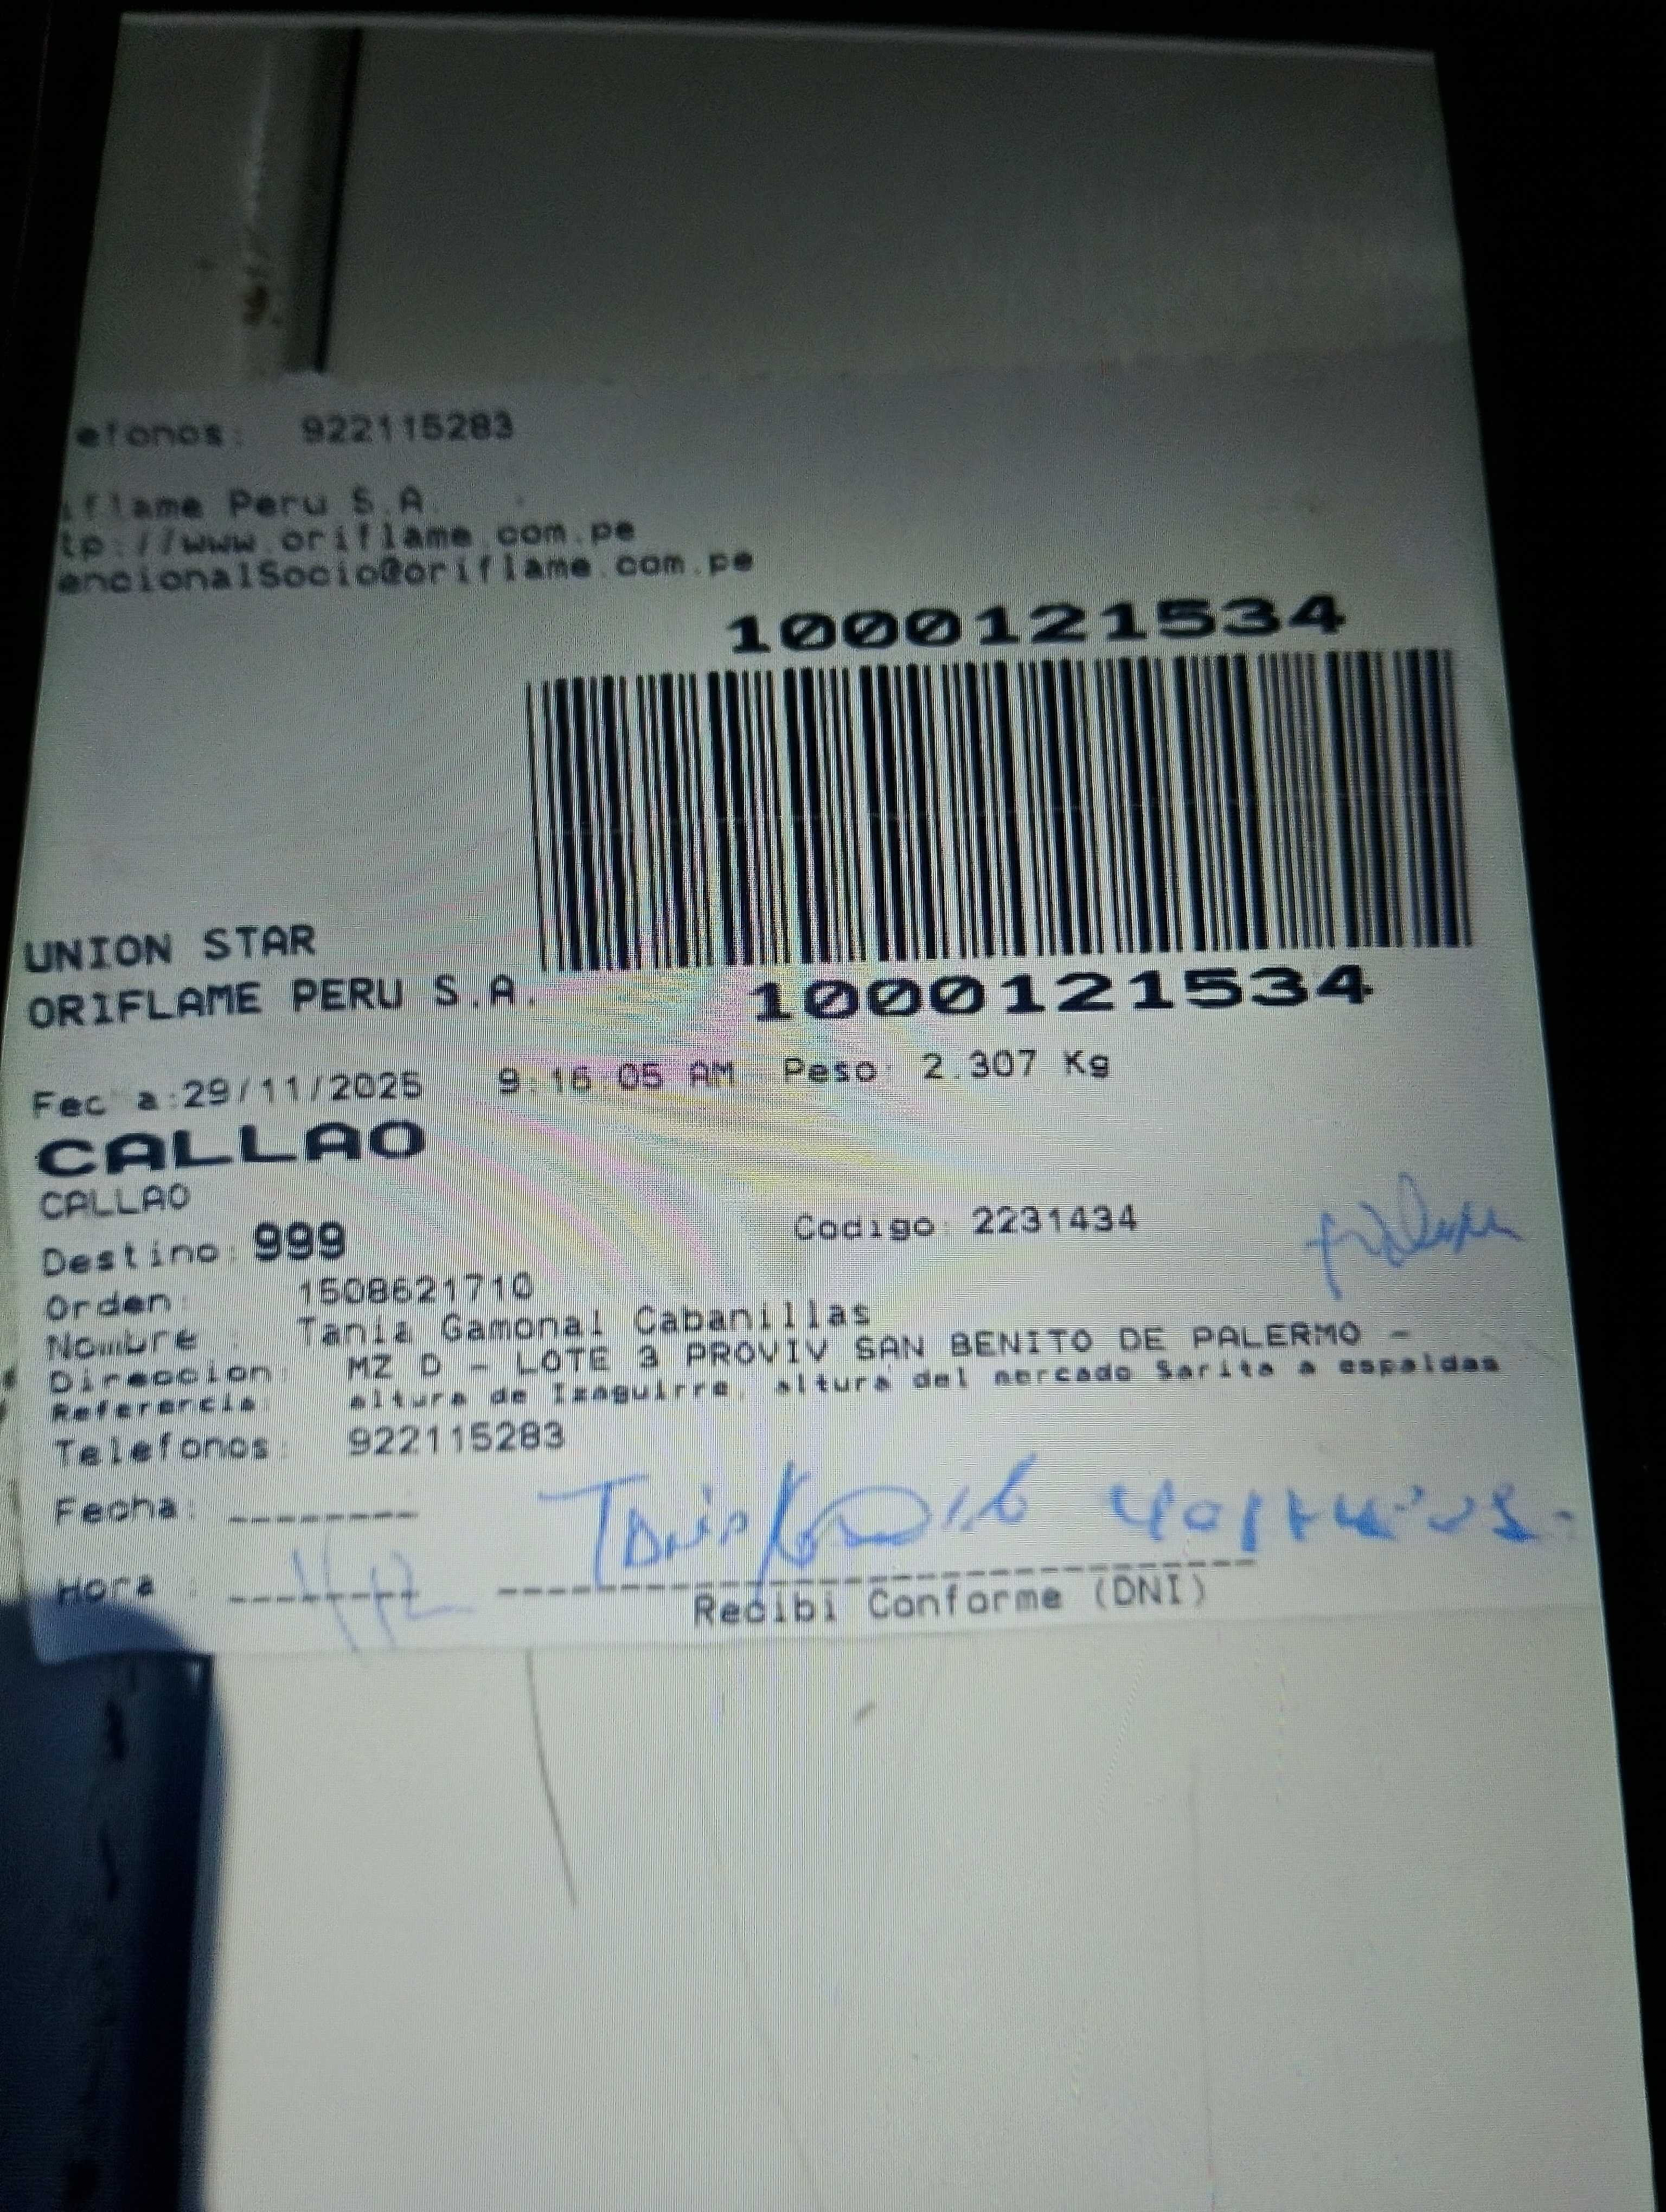 efonos: 922115283
iflame Peru S.A.
tp://www.oriflame.com.pe
encionalSocio@oriflame.com.pe
1000121534
UNION STAR
ORIFLAME PERU S.A.
1000121534
Fec a:29/11/2025 9:16:05 AM Peso: 2.307 Kg
CALLAO
CALLAO
Destino: 999 Codigo: 2231434
Orden: 1508621710
Nombre : Tania Gamonal Cabanillas
Direccion: MZ D - LOTE 3 PROVIV SAN BENITO DE PALERMO -
Referencia: altura de Izaguirre, altura del mercado Sarita a espaldas
Telefonos: 922115283
Fecha: --------
Hora : --------
Recibi Conforme (DNI)